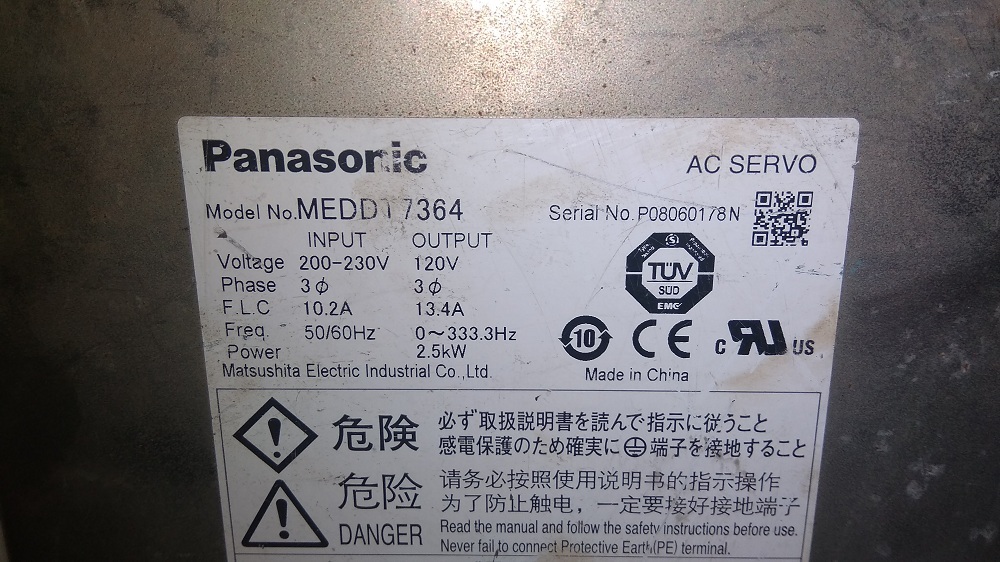 Panasonic
AC SERVO
Model No.MEDDT7364
Serial No.P08060178N
INPUT OUTPUT
Voltage 200-230V 120V
Phase 3φ 3φ
F.L.C 10.2A 13.4A
Freq. 50/60Hz 0~333.3Hz
Power 2.5kW
Matsushita Electric Industrial Co.,Ltd.
TÜV
SÜD
EMC
10
CE
c RU US
Made in China
危険
必ず取扱説明書を読んで指示に従うこと
感電保護のため確実に⏚端子を接地すること
危险
请务必按照使用说明书的指示操作
为了防止触电，一定要接好接地端子
DANGER
Read the manual and follow the safety instructions before use.
Never fail to connect Protective Earth(PE) terminal.